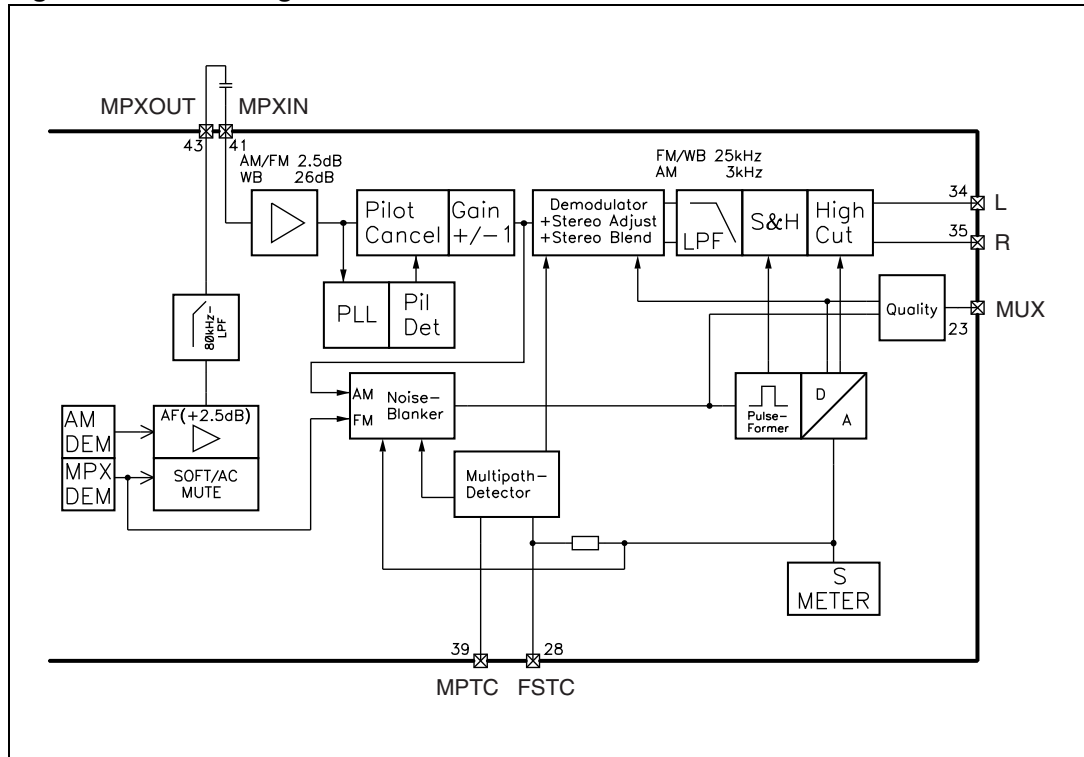 MPXOUT MPXIN
43 41
AM/FM 2.5dB
WB 26dB
FM/WB 25kHz
AM 3kHz
Pilot
Cancel
Gain
+/-1
Demodulator
+Stereo Adjust
+Stereo Blend
LPF
S&H
High
Cut
34
L
35
R
PLL
Pil
Det
Quality
23
MUX
80kHz-
LPF
AM
FM
Noise-
Blanker
Pulse-
Former
D
A
AM
DEM
AF(+2.5dB)
MPX
DEM
SOFT/AC
MUTE
Multipath-
Detector
S
METER
39 28
MPTC FSTC